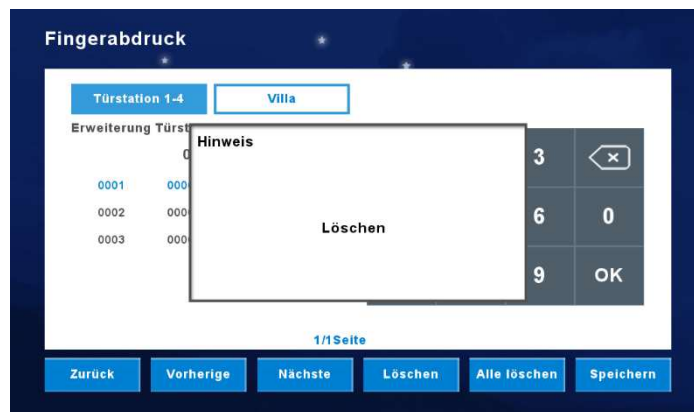 Fingerabdruck
Türstation 1-4 Villa
Erweiterung
Hinweis
3
0001
0002
Löschen
6 0
0003
9 OK
1/1Seite
Zurück Vorherige Nächste Löschen Alle löschen Speichern